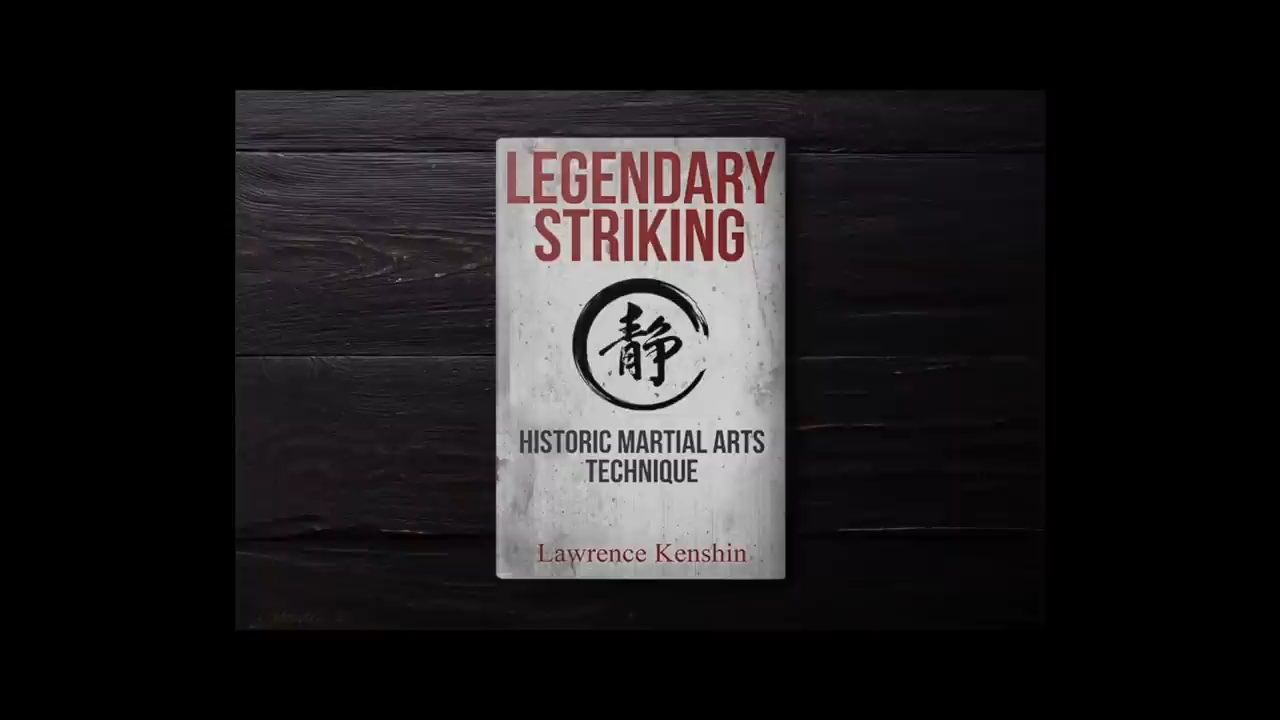 LEGENDARY
STRIKING
静
HISTORIC MARTIAL ARTS
TECHNIQUE
Lawrence Kenshin